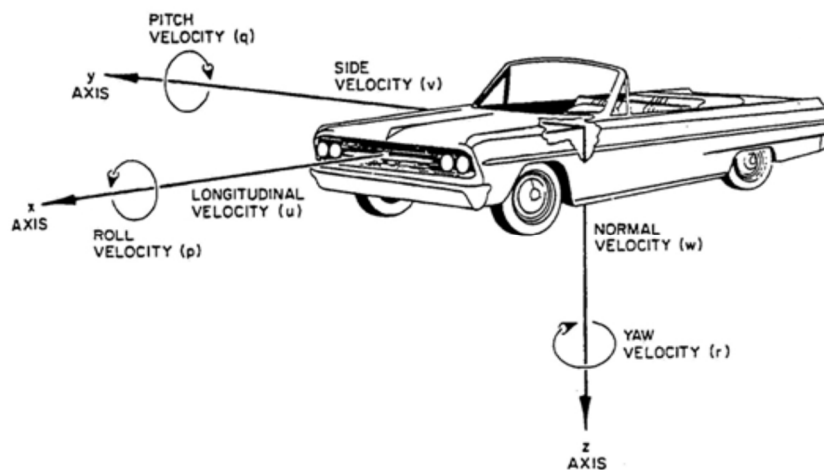 PITCH
VELOCITY (q)
y
AXIS
SIDE
VELOCITY (v)
x
AXIS
ROLL
VELOCITY (p)
LONGITUDINAL
VELOCITY (u)
NORMAL
VELOCITY (w)
YAW
VELOCITY (r)
z
AXIS